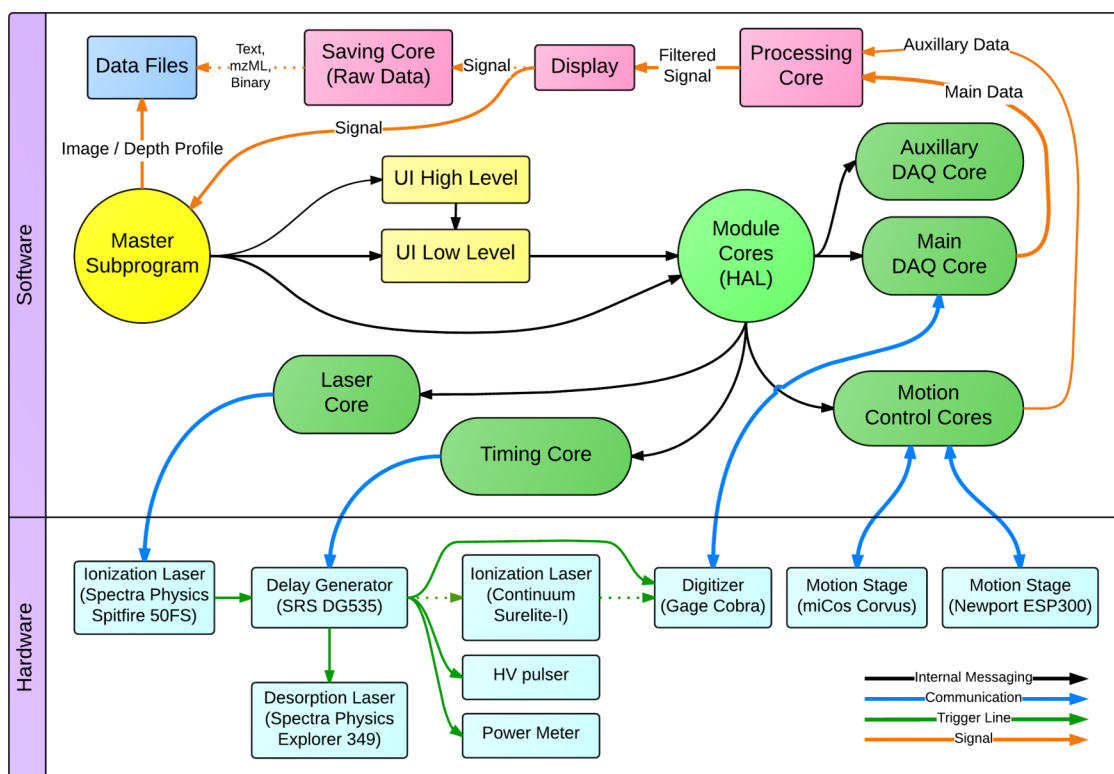 Software
Data Files
Text,
mzML,
Binary
Saving Core
(Raw Data)
Signal
Display
Filtered
Signal
Processing
Core
Auxillary Data
Main Data
Signal
Image / Depth Profile
Master
Subprogram
UI High Level
UI Low Level
Module
Cores
(HAL)
Auxillary
DAQ Core
Main
DAQ Core
Laser
Core
Timing Core
Motion
Control Cores
Hardware
Ionization Laser
(Spectra Physics
Spitfire 50FS)
Delay Generator
(SRS DG535)
Ionization Laser
(Continuum
Surelite-I)
Digitizer
(Gage Cobra)
Motion Stage
(miCos Corvus)
Motion Stage
(Newport ESP300)
Desorption Laser
(Spectra Physics
Explorer 349)
HV pulser
Power Meter
Internal Messaging
Communication
Trigger Line
Signal